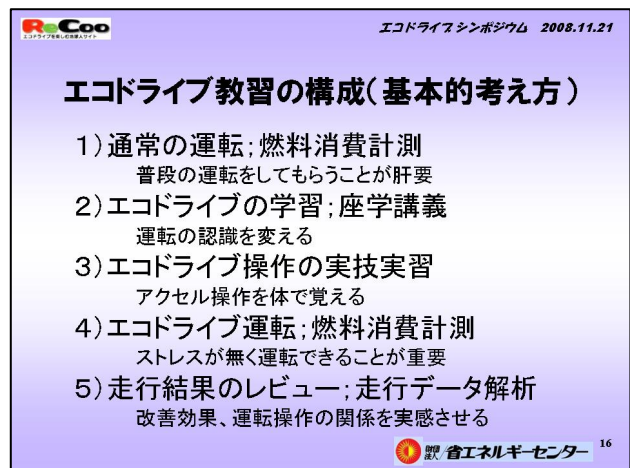 ReCoo
エコドライブシンポジウム 2008.11.21
エコドライブ教習の構成(基本的考え方)
1)通常の運転;燃料消費計測
普段の運転をしてもらうことが肝要
2)エコドライブの学習;座学講義
運転の認識を変える
3)エコドライブ操作の実技実習
アクセル操作を体で覚える
4)エコドライブ運転;燃料消費計測
ストレスが無く運転できることが重要
5)走行結果のレビュー;走行データ解析
改善効果、運転操作の関係を実感させる
財団法人 省エネルギーセンター 16